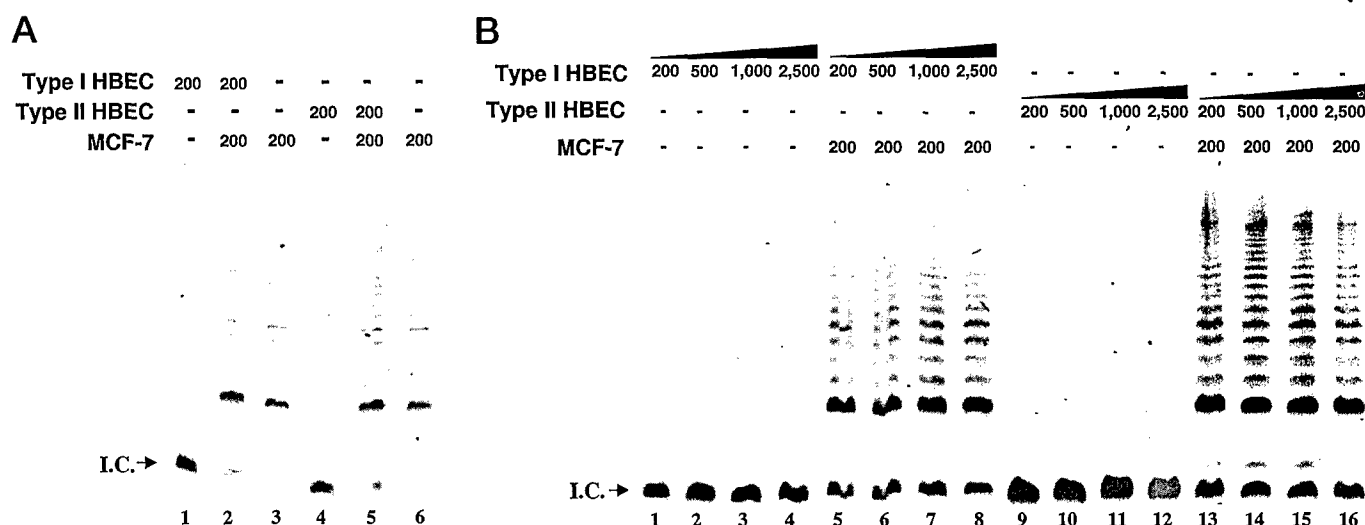 A
Type I HBEC 200 200 - - - -
Type II HBEC - - - 200 200 -
MCF-7 - 200 200 - 200 200
I.C.→
1 2 3 4 5 6
B
Type I HBEC 200 500 1,000 2,500 200 500 1,000 2,500 - - - - - - - -
Type II HBEC - - - - - - - - 200 500 1,000 2,500 200 500 1,000 2,500
MCF-7 - - - - 200 200 200 200 - - - - 200 200 200 200
I.C.→
1 2 3 4 5 6 7 8 9 10 11 12 13 14 15 16